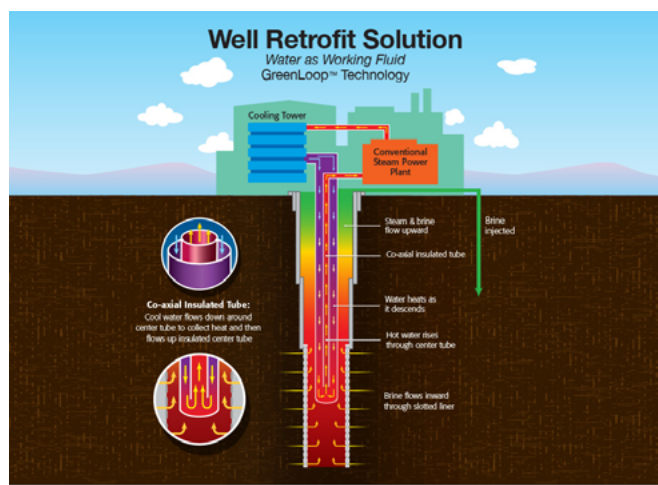 Well Retrofit Solution
Water as Working Fluid
GreenLoop™ Technology
Cooling Tower
Conventional
Steam Power
Plant
Steam & brine
flow upward
Brine
injected
Co-axial insulated tube
Water heats as
it descends
Co-axial Insulated Tube:
Cool water flows down around
center tube to collect heat and then
flows up insulated center tube
Hot water rises
through center tube
Brine flows inward
through slotted liner